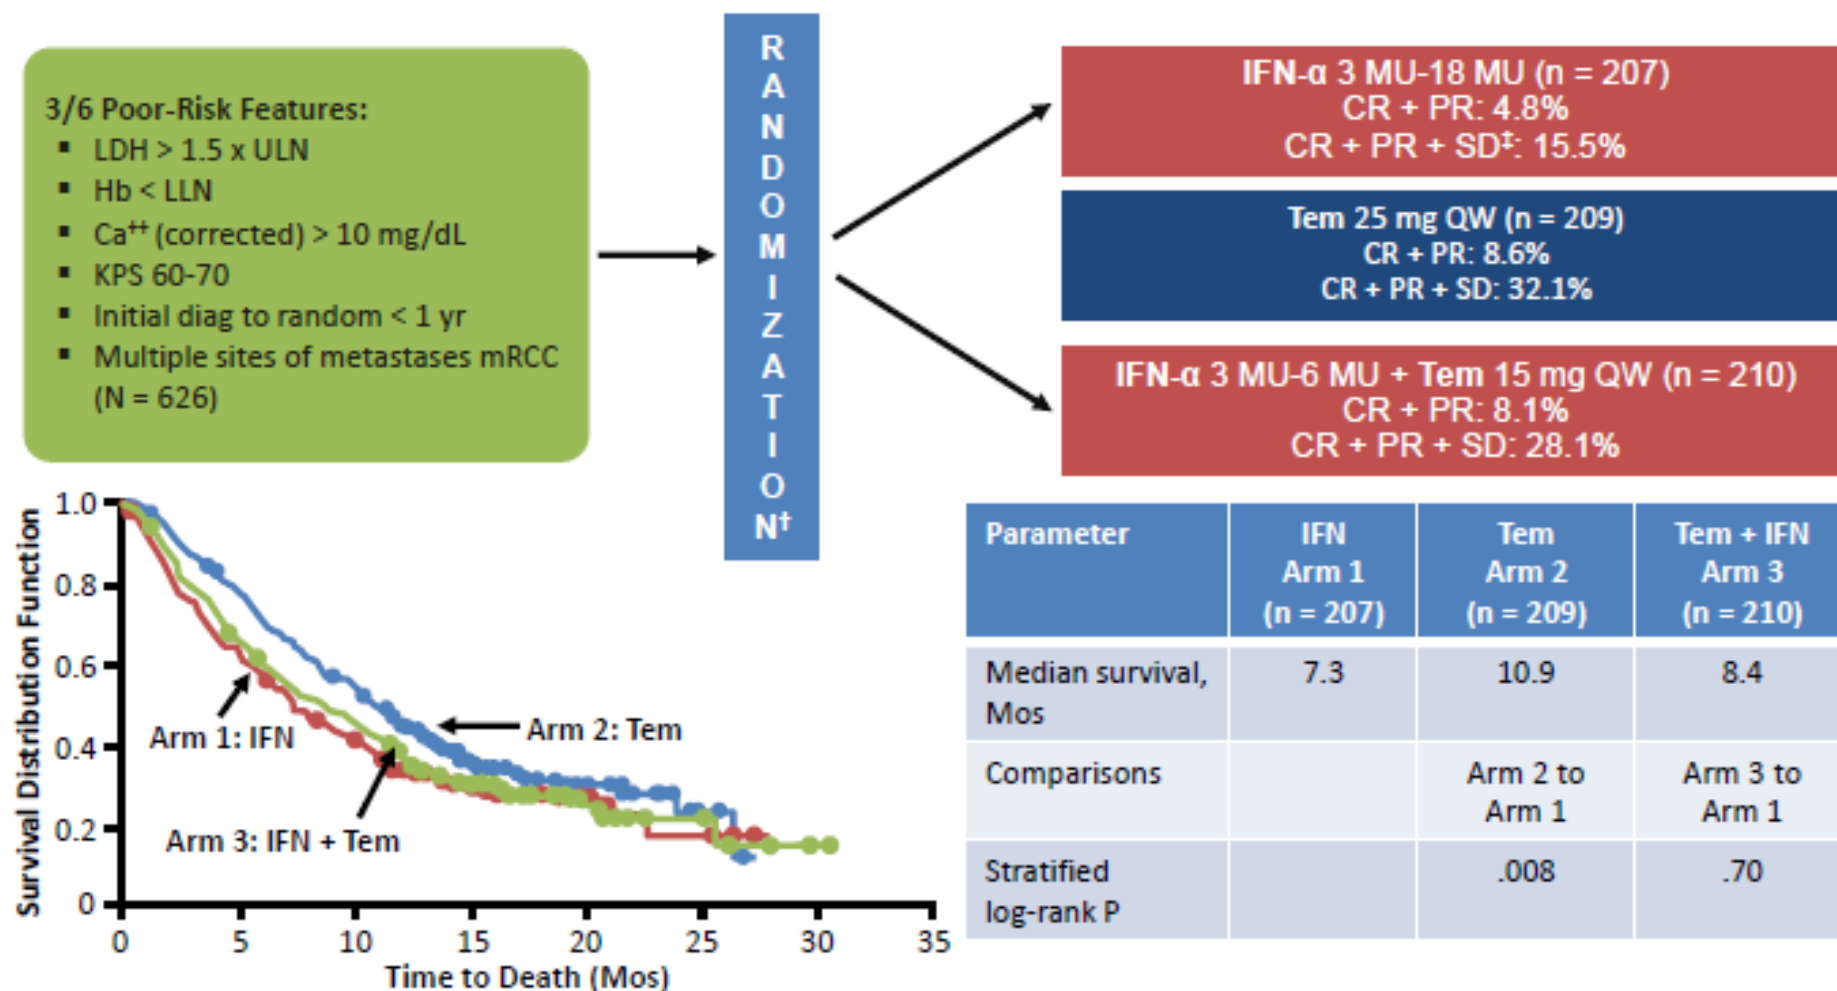 3/6 Poor-Risk Features:
▪ LDH > 1.5 x ULN
▪ Hb < LLN
▪ Ca⁺⁺ (corrected) > 10 mg/dL
▪ KPS 60-70
▪ Initial diag to random < 1 yr
▪ Multiple sites of metastases mRCC
(N = 626)
R
A
N
D
O
M
I
Z
A
T
I
O
N†
IFN-α 3 MU-18 MU (n = 207)
CR + PR: 4.8%
CR + PR + SD‡: 15.5%
Tem 25 mg QW (n = 209)
CR + PR: 8.6%
CR + PR + SD: 32.1%
IFN-α 3 MU-6 MU + Tem 15 mg QW (n = 210)
CR + PR: 8.1%
CR + PR + SD: 28.1%
Survival Distribution Function
1.0
0.8
0.6
0.4
0.2
0
Arm 1: IFN
Arm 2: Tem
Arm 3: IFN + Tem
0 5 10 15 20 25 30 35
Time to Death (Mos)
Parameter IFN Tem Tem + IFN
Arm 1 Arm 2 Arm 3
(n = 207) (n = 209) (n = 210)
Median survival, 7.3 10.9 8.4
Mos
Comparisons Arm 2 to Arm 3 to
Arm 1 Arm 1
Stratified .008 .70
log-rank P